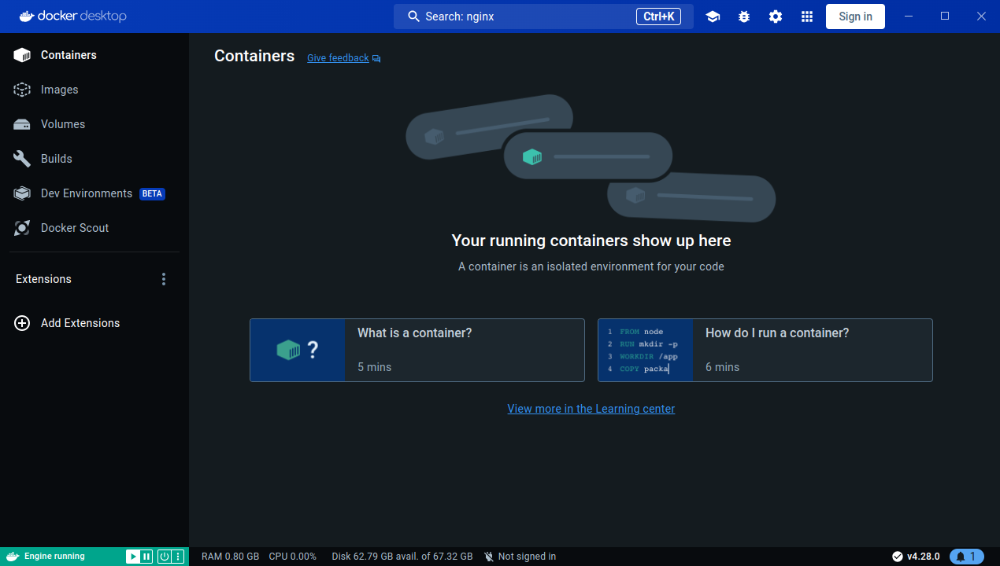 docker desktop
Search: nginx
Ctrl+K
Sign in
Containers
Images
Volumes
Builds
Dev Environments BETA
Docker Scout
Extensions
Add Extensions
Containers Give feedback
Your running containers show up here
A container is an isolated environment for your code
?
What is a container?
5 mins
1 FROM node
2 RUN mkdir -p
3 WORKDIR /app
4 COPY packa
How do I run a container?
6 mins
View more in the Learning center
Engine running
RAM 0.80 GB CPU 0.00% Disk 62.79 GB avail. of 67.32 GB Not signed in
v4.28.0
1